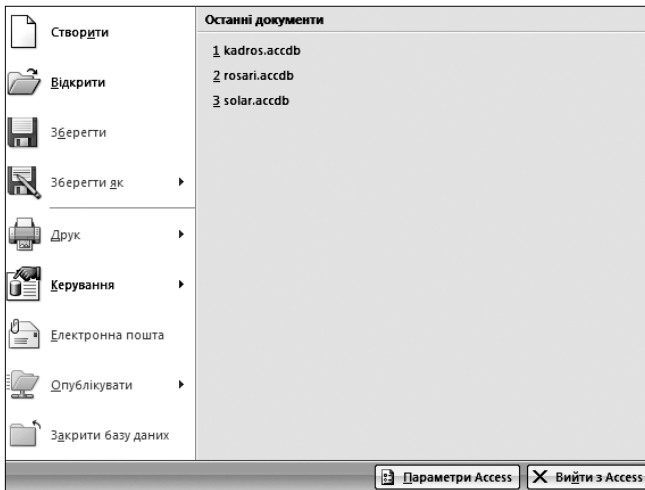 Створити
Відкрити
Зберегти
Зберегти як
Друк
Керування
Електронна пошта
Опублікувати
Закрити базу даних
Останні документи
1 kadros.accdb
2 rosari.accdb
3 solar.accdb
Параметри Access
Вийти з Access